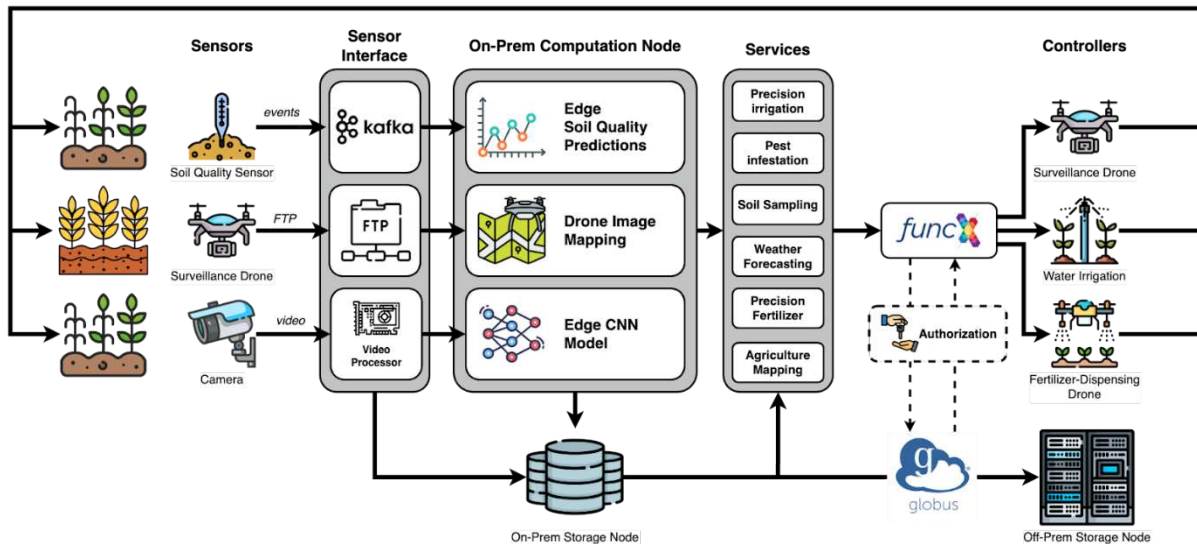 Sensors
Sensor
Interface
On-Prem Computation Node
Services
Controllers
events
kafka
Edge
Soil Quality
Predictions
Precision
irrigation
Soil Quality Sensor
Pest
infestation
Surveillance Drone
FTP
FTP
Drone Image
Mapping
Soil Sampling
funcX
Surveillance Drone
Weather
Forecasting
Water Irrigation
video
Video
Processor
Edge CNN
Model
Precision
Fertilizer
Authorization
Camera
Agriculture
Mapping
Fertilizer-Dispensing
Drone
g
globus
On-Prem Storage Node
Off-Prem Storage Node